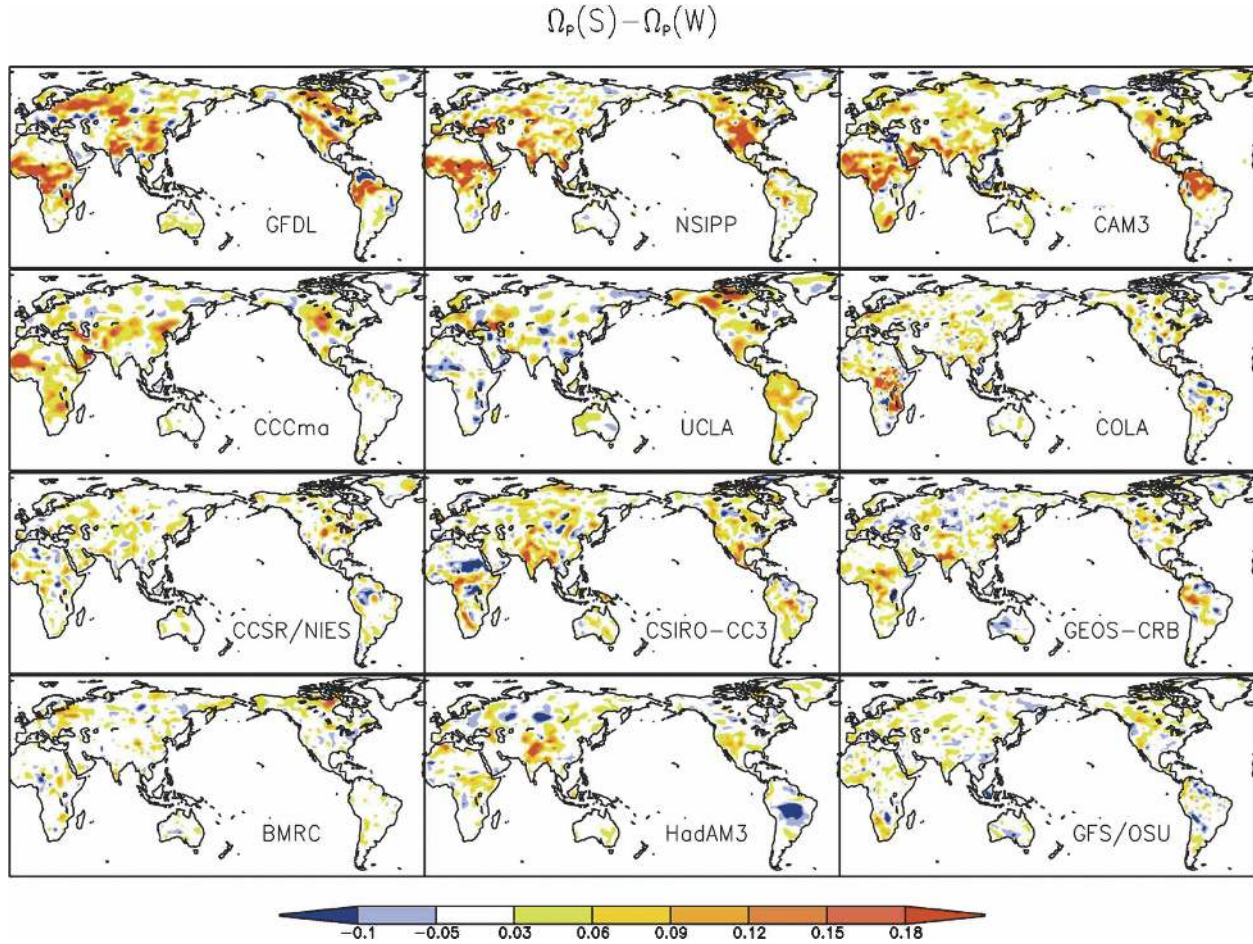 Ωₚ(S)−Ωₚ(W)
GFDL NSIPP CAM3
CCCma UCLA COLA
CCSR/NIES CSIRO−CC3 GEOS−CRB
BMRC HadAM3 GFS/OSU
−0.1 −0.05 0.03 0.06 0.09 0.12 0.15 0.18